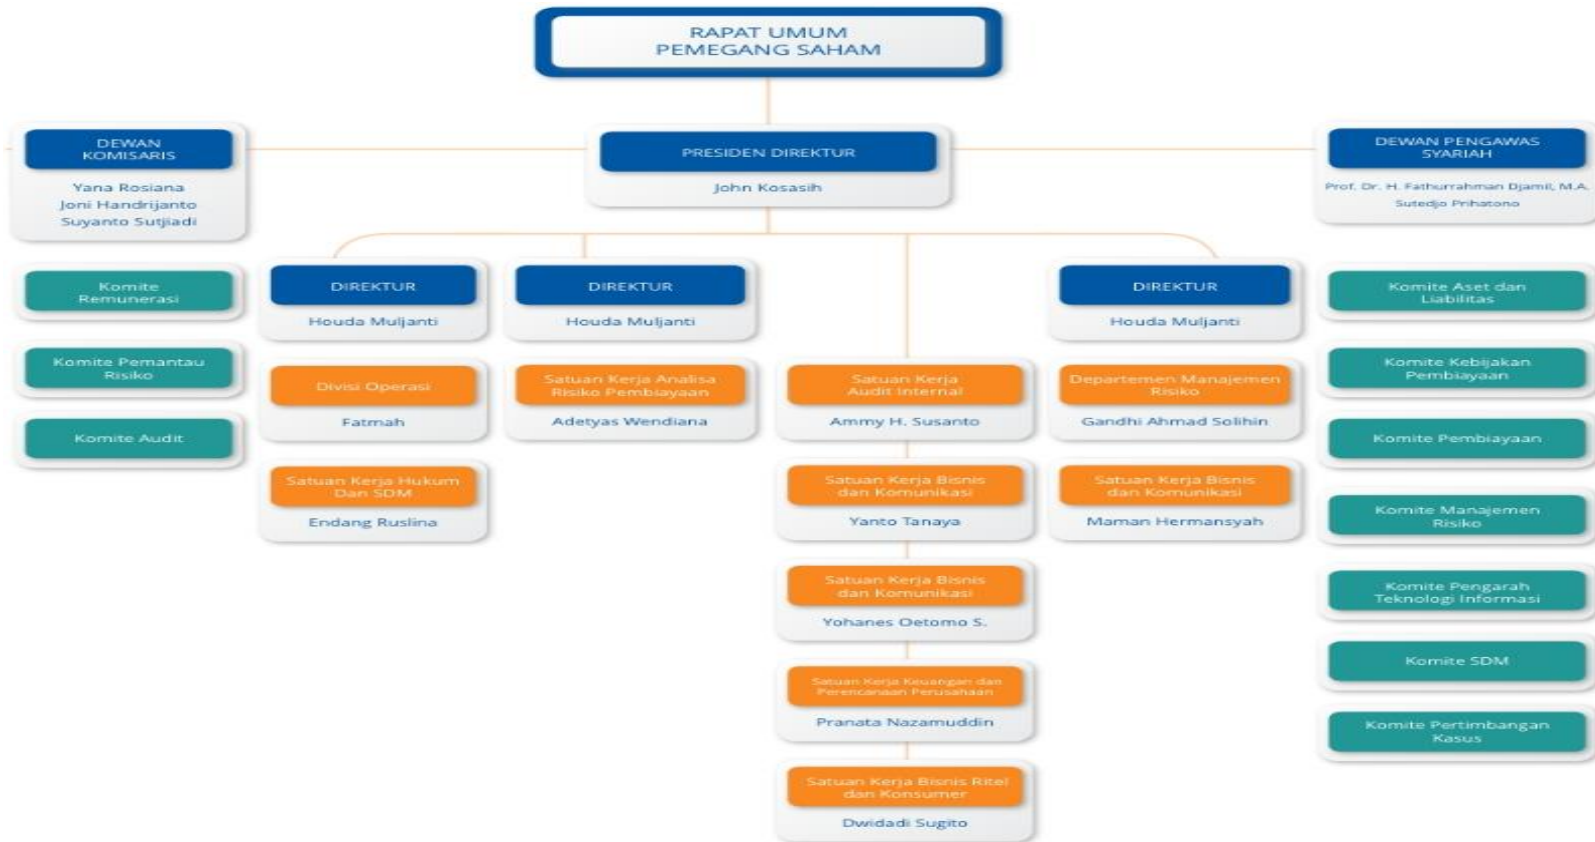 RAPAT UMUM
PEMEGANG SAHAM
DEWAN
KOMISARIS
Yana Rosiana
Joni Handrijanto
Suyanto Sutjiadi
PRESIDEN DIREKTUR
John Kosasih
DEWAN PENGAWAS
SYARIAH
Prof. Dr. H. Fathurrahman Djamil, M.A.
Sutedjo Prihatono
Komite
Remunerasi
Komite Pemantau
Risiko
Komite Audit
DIREKTUR
Houda Muljanti
Divisi Operasi
Fatmah
Satuan Kerja Hukum
Dan SDM
Endang Ruslina
DIREKTUR
Houda Muljanti
Satuan Kerja Analisa
Risiko Pembiayaan
Adetyas Wendiana
Satuan Kerja
Audit Internal
Ammy H. Susanto
Satuan Kerja Bisnis
dan Komunikasi
Yanto Tanaya
Satuan Kerja Bisnis
dan Komunikasi
Yohanes Oetomo S.
Satuan Kerja Keuangan dan
Perencanaan Perusahaan
Pranata Nazamuddin
Satuan Kerja Bisnis Ritel
dan Konsumer
Dwidadi Sugito
DIREKTUR
Houda Muljanti
Departemen Manajemen
Risiko
Gandhi Ahmad Solihin
Satuan Kerja Bisnis
dan Komunikasi
Maman Hermansyah
Komite Aset dan
Liabilitas
Komite Kebijakan
Pembiayaan
Komite Pembiayaan
Komite Manajemen
Risiko
Komite Pengarah
Teknologi Informasi
Komite SDM
Komite Pertimbangan
Kasus